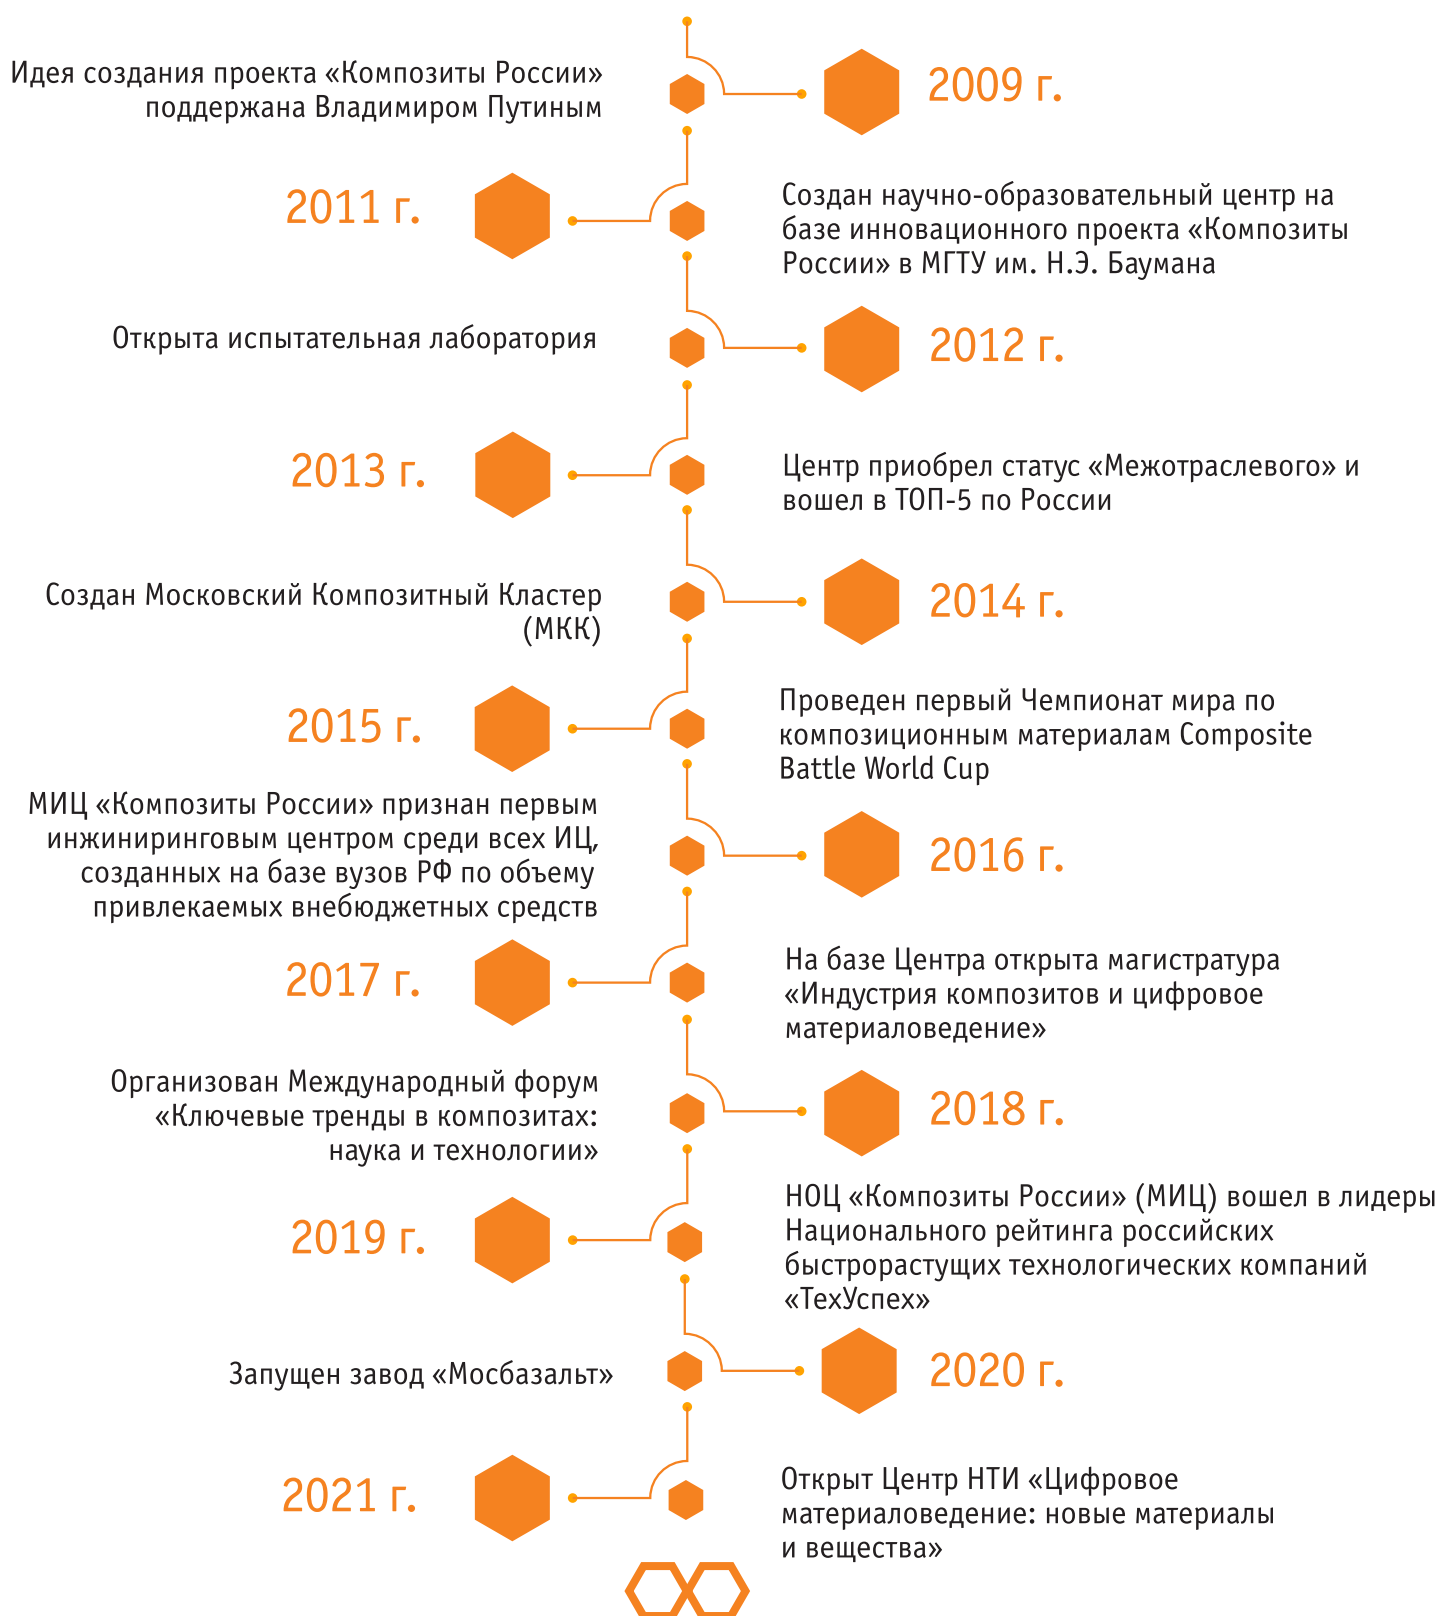 Идея создания проекта «Композиты России»
поддержана Владимиром Путиным
2009 г.
2011 г.
Создан научно-образовательный центр на
базе инновационного проекта «Композиты
России» в МГТУ им. Н.Э. Баумана
Открыта испытательная лаборатория
2012 г.
2013 г.
Центр приобрел статус «Межотраслевого» и
вошел в ТОП-5 по России
Создан Московский Композитный Кластер
(МКК)
2014 г.
2015 г.
Проведен первый Чемпионат мира по
композиционным материалам Composite
Battle World Cup
МИЦ «Композиты России» признан первым
инжиниринговым центром среди всех ИЦ,
созданных на базе вузов РФ по объему
привлекаемых внебюджетных средств
2016 г.
2017 г.
На базе Центра открыта магистратура
«Индустрия композитов и цифровое
материаловедение»
Организован Международный форум
«Ключевые тренды в композитах:
наука и технологии»
2018 г.
2019 г.
НОЦ «Композиты России» (МИЦ) вошел в лидеры
Национального рейтинга российских
быстрорастущих технологических компаний
«ТехУспех»
Запущен завод «Мосбазальт»
2020 г.
2021 г.
Открыт Центр НТИ «Цифровое
материаловедение: новые материалы
и вещества»